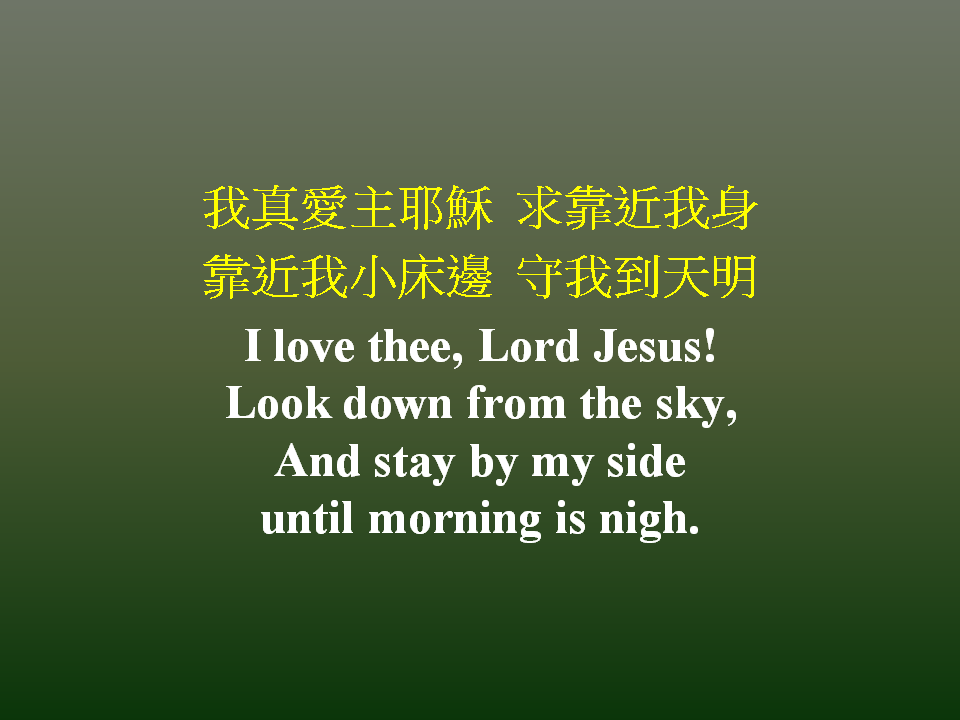 我真愛主耶穌 求靠近我身
靠近我小床邊 守我到天明
I love thee, Lord Jesus!
Look down from the sky,
And stay by my side
until morning is nigh.